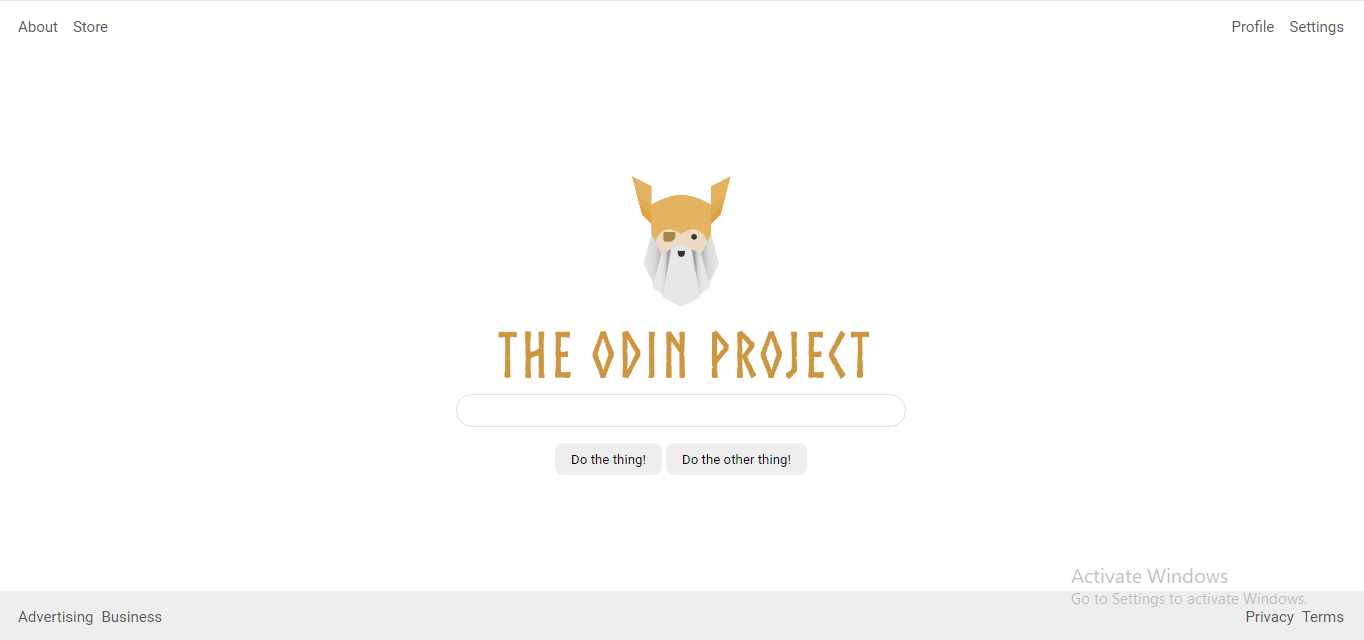 About Store Profile Settings
THE ODIN PROJECT
Do the thing! Do the other thing!
Activate Windows
Go to Settings to activate Windows.
Advertising Business Privacy Terms